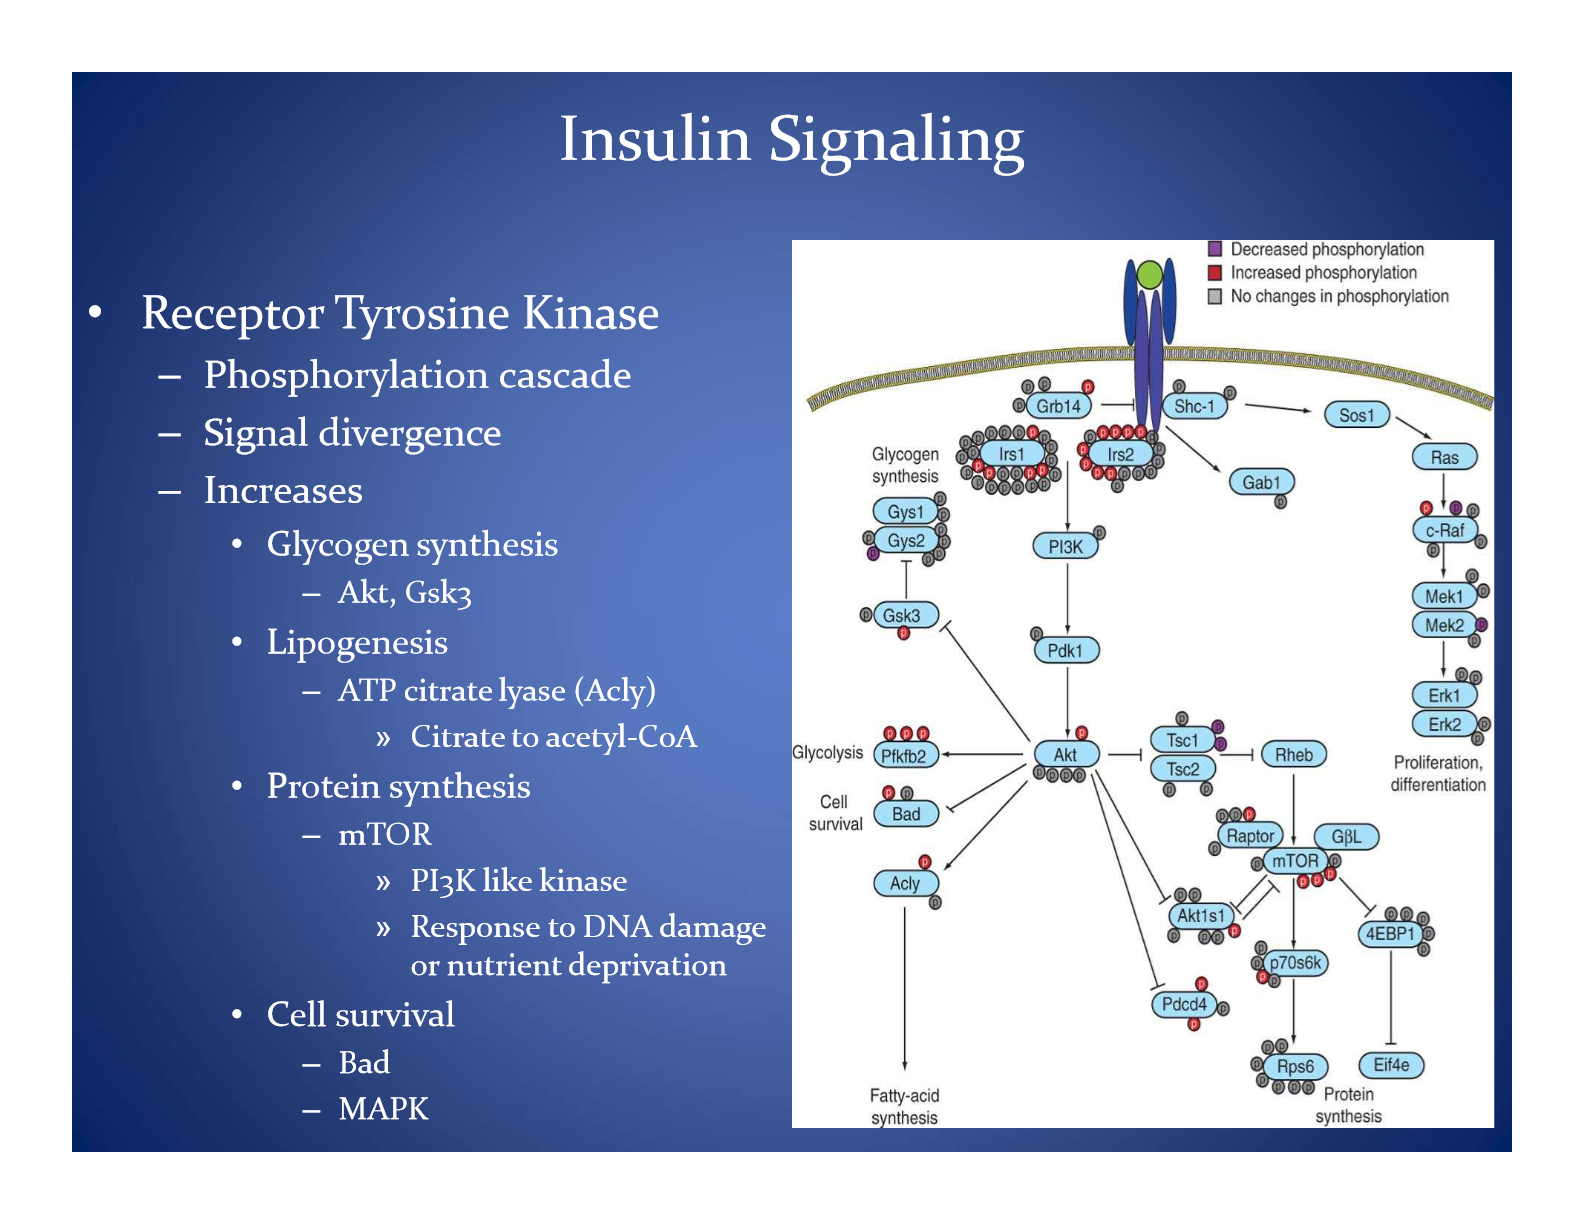 Insulin Signaling
• Receptor Tyrosine Kinase
– Phosphorylation cascade
– Signal divergence
– Increases
• Glycogen synthesis
– Akt, Gsk3
• Lipogenesis
– ATP citrate lyase (Acly)
» Citrate to acetyl-CoA
• Protein synthesis
– mTOR
» PI3K like kinase
» Response to DNA damage
or nutrient deprivation
• Cell survival
– Bad
– MAPK
Decreased phosphorylation
Increased phosphorylation
No changes in phosphorylation
Grb14
Shc-1
Sos1
Irs1
Irs2
Ras
Glycogen
synthesis
Gab1
Gys1
Gys2
c-Raf
PI3K
Gsk3
Mek1
Mek2
Pdk1
Erk1
Erk2
Glycolysis
Pfkfb2
Akt
Tsc1
Tsc2
Rheb
Proliferation,
differentiation
Cell
survival
Bad
Raptor
GβL
mTOR
Acly
Akt1s1
4EBP1
p70s6k
Pdcd4
Rps6
Eif4e
Fatty-acid
synthesis
Protein
synthesis